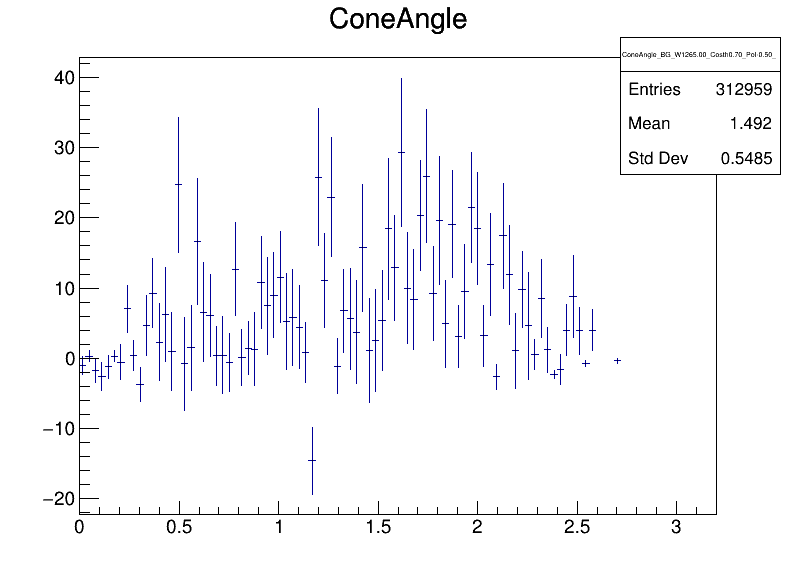 ConeAngle
ConeAngle_BG_W1265.00_Costh0.70_Pol-0.50_
Entries 312959
Mean 1.492
Std Dev 0.5485
40
30
20
10
0
−10
−20
0 0.5 1 1.5 2 2.5 3